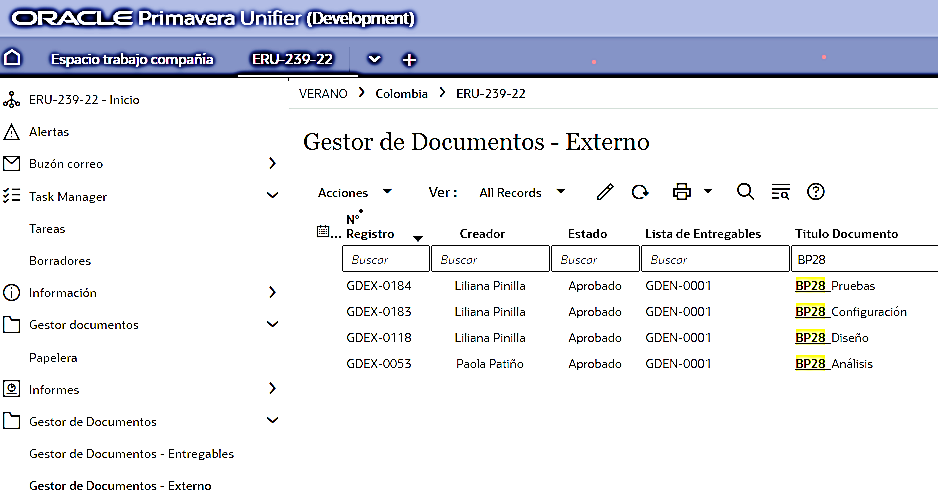 ORACLE Primavera Unifier (Development)
Espacio trabajo compañía ERU-239-22
ERU-239-22 - Inicio
Alertas
Buzón correo
Task Manager
Tareas
Borradores
Información
Gestor documentos
Papelera
Informes
Gestor de Documentos
Gestor de Documentos - Entregables
Gestor de Documentos - Externo
VERANO > Colombia > ERU-239-22
Gestor de Documentos - Externo
Acciones Ver : All Records
N° Registro Creador Estado Lista de Entregables Titulo Documento
Buscar Buscar Buscar Buscar BP28
GDEX-0184 Liliana Pinilla Aprobado GDEN-0001 BP28_Pruebas
GDEX-0183 Liliana Pinilla Aprobado GDEN-0001 BP28_Configuración
GDEX-0118 Liliana Pinilla Aprobado GDEN-0001 BP28_Diseño
GDEX-0053 Paola Patiño Aprobado GDEN-0001 BP28_Análisis